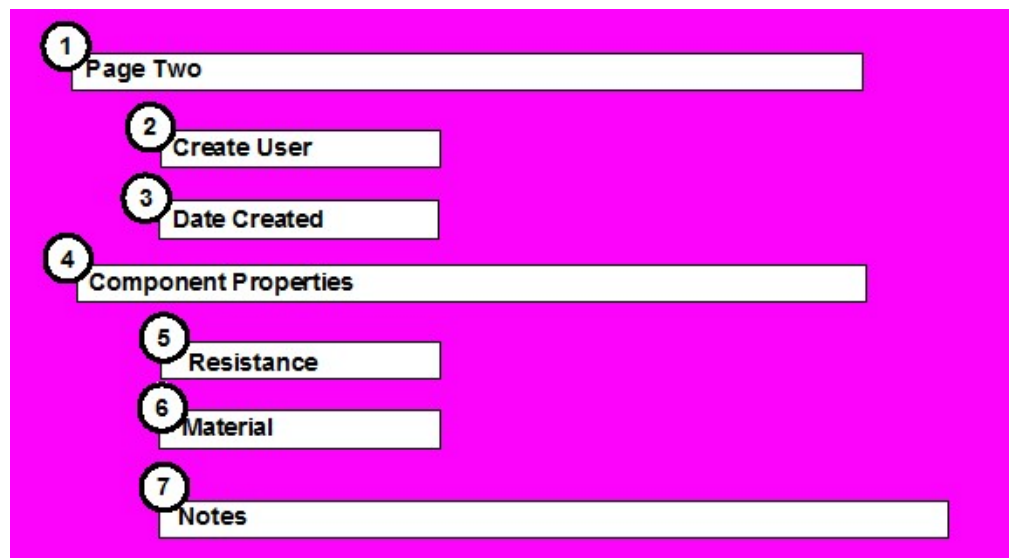 1
Page Two
2
Create User
3
Date Created
4
Component Properties
5
Resistance
6
Material
7
Notes